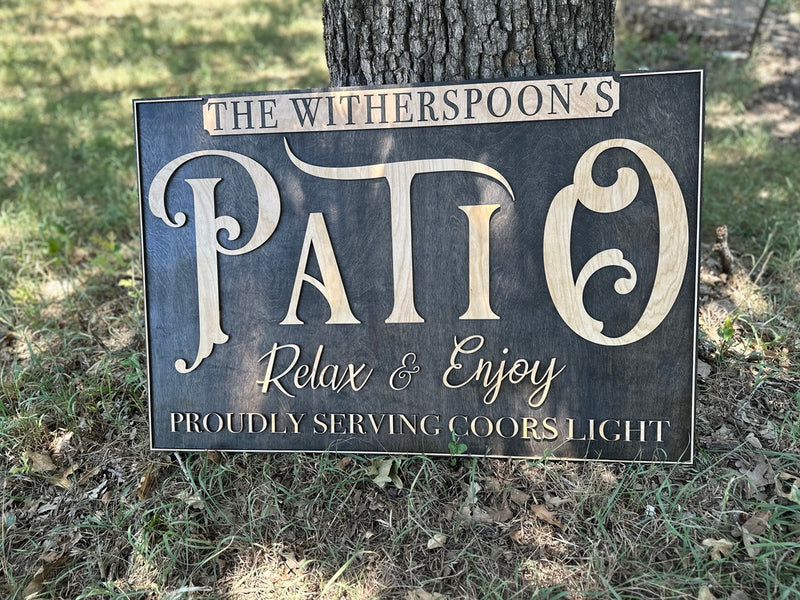 THE WITHERSPOON'S
PATIO
Relax & Enjoy
PROUDLY SERVING COORS LIGHT